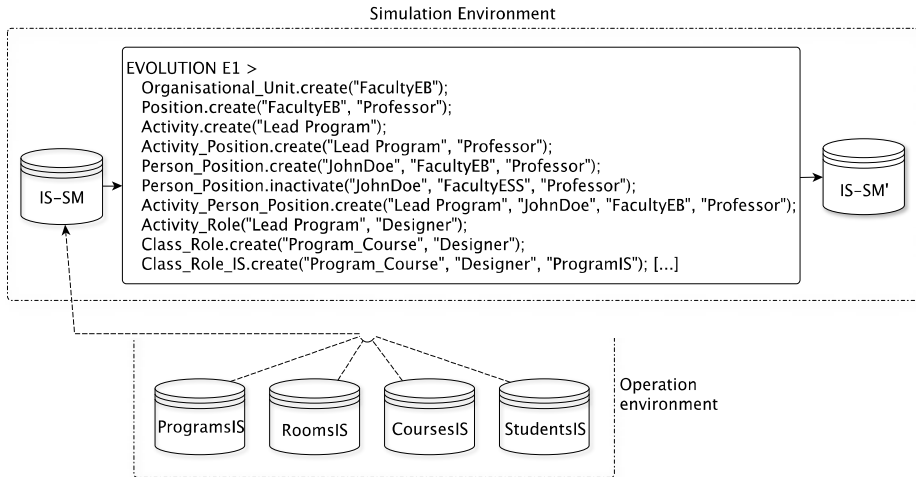 Simulation Environment
EVOLUTION E1 >
Organisational_Unit.create("FacultyEB");
Position.create("FacultyEB", "Professor");
Activity.create("Lead Program");
Activity_Position.create("Lead Program", "Professor");
Person_Position.create("JohnDoe", "FacultyEB", "Professor");
Person_Position.inactivate("JohnDoe", "FacultyESS", "Professor");
Activity_Person_Position.create("Lead Program", "JohnDoe", "FacultyEB", "Professor");
Activity_Role("Lead Program", "Designer");
Class_Role.create("Program_Course", "Designer");
Class_Role_IS.create("Program_Course", "Designer", "ProgramIS"); [...]
IS-SM
IS-SM'
Operation
environment
ProgramsIS
RoomsIS
CoursesIS
StudentsIS